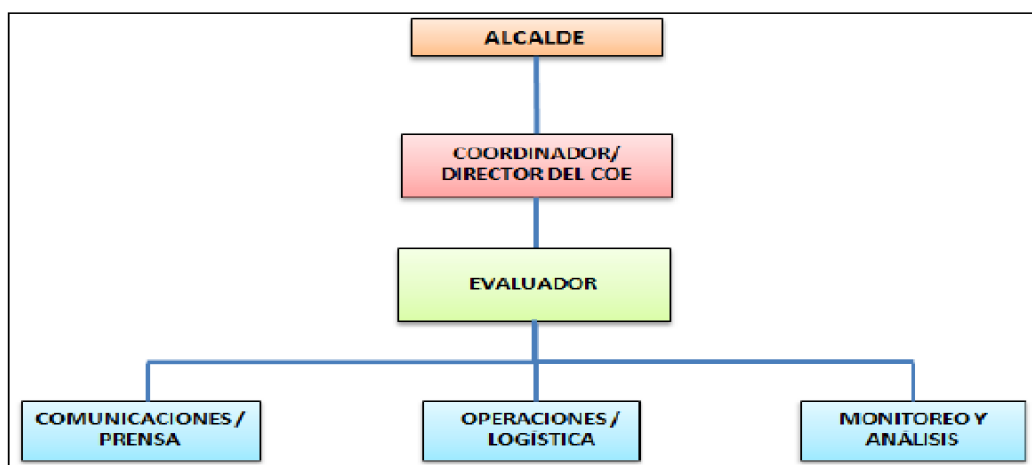 ALCALDE
COORDINADOR/
DIRECTOR DEL COE
EVALUADOR
COMUNICACIONES /
PRENSA
OPERACIONES /
LOGÍSTICA
MONITOREO Y
ANÁLISIS